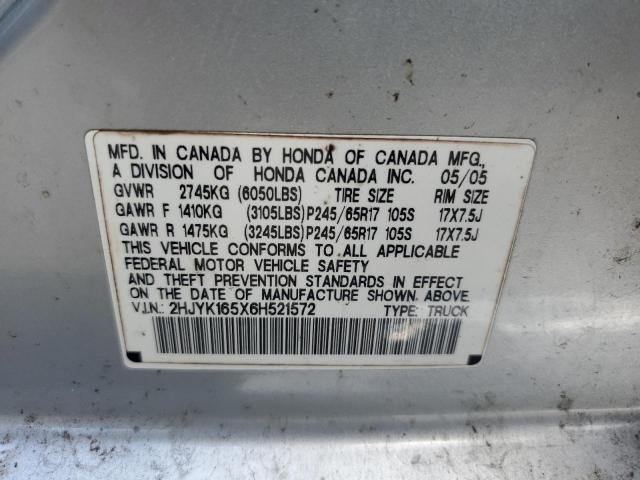 MFD. IN CANADA BY HONDA OF CANADA MFG.,
A DIVISION OF HONDA CANADA INC. 05/05
GVWR 2745KG (6050LBS) TIRE SIZE RIM SIZE
GAWR F 1410KG (3105LBS) P245/65R17 105S 17X7.5J
GAWR R 1475KG (3245LBS) P245/65R17 105S 17X7.5J
THIS VEHICLE CONFORMS TO ALL APPLICABLE
FEDERAL MOTOR VEHICLE SAFETY
AND THEFT PREVENTION STANDARDS IN EFFECT
ON THE DATE OF MANUFACTURE SHOWN ABOVE.
V.I.N.: 2HJYK165X6H521572 TYPE: TRUCK